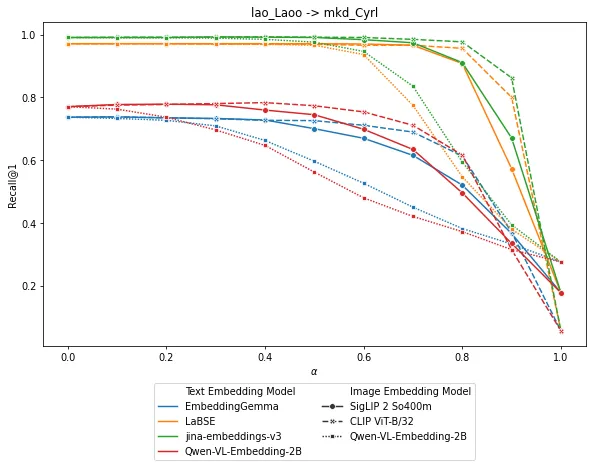 lao_Laoo -> mkd_Cyrl
1.0
0.8
0.6
0.4
0.2
Recall@1
0.0 0.2 0.4 0.6 0.8 1.0
α
Text Embedding Model Image Embedding Model
EmbeddingGemma SigLIP 2 So400m
LaBSE CLIP ViT-B/32
jina-embeddings-v3 Qwen-VL-Embedding-2B
Qwen-VL-Embedding-2B